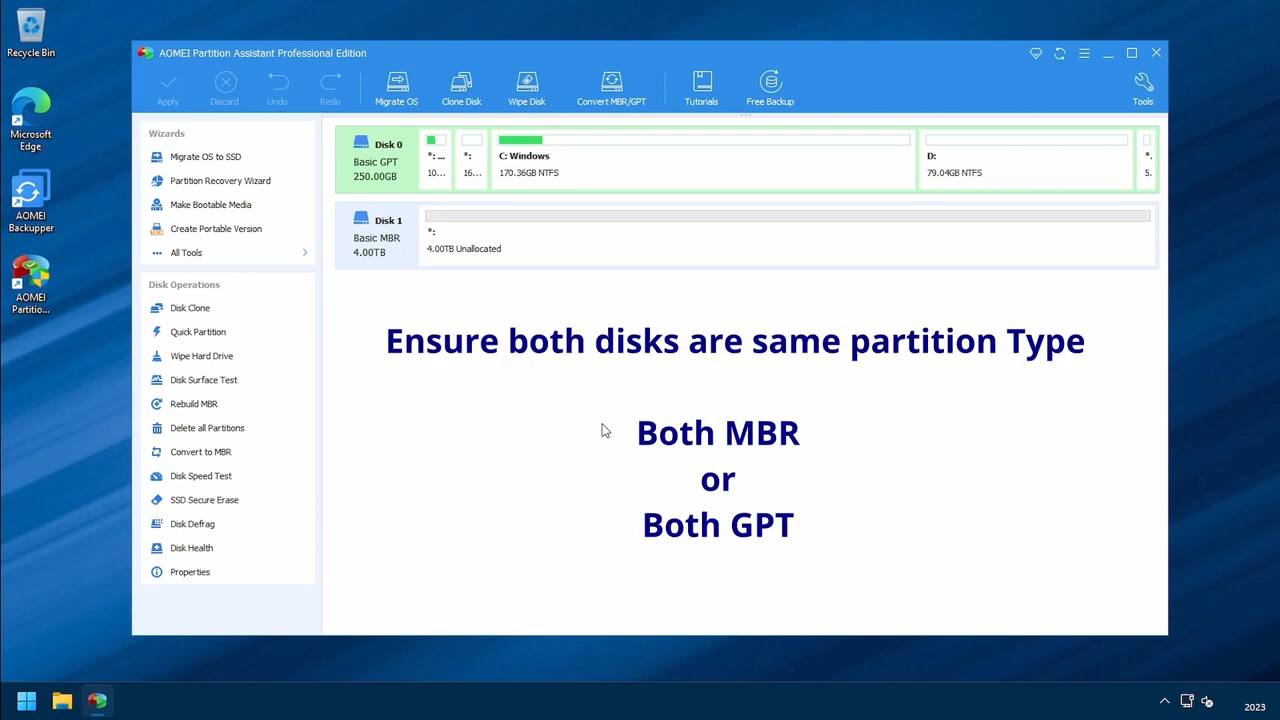 Recycle Bin
Microsoft
Edge
AOMEI
Backupper
AOMEI
Partitio...
AOMEI Partition Assistant Professional Edition
Apply
Discard
Undo
Redo
Migrate OS
Clone Disk
Wipe Disk
Convert MBR/GPT
Tutorials
Free Backup
Tools
Wizards
Migrate OS to SSD
Partition Recovery Wizard
Make Bootable Media
Create Portable Version
All Tools
Disk Operations
Disk Clone
Quick Partition
Wipe Hard Drive
Disk Surface Test
Rebuild MBR
Delete all Partitions
Convert to MBR
Disk Speed Test
SSD Secure Erase
Disk Defrag
Disk Health
Properties
Disk 0
Basic GPT
250.00GB
*: ...
10...
*:
16...
C: Windows
170.36GB NTFS
D:
79.04GB NTFS
*.
5.
Disk 1
Basic MBR
4.00TB
*:
4.00TB Unallocated
Ensure both disks are same partition Type
Both MBR
or
Both GPT
2023